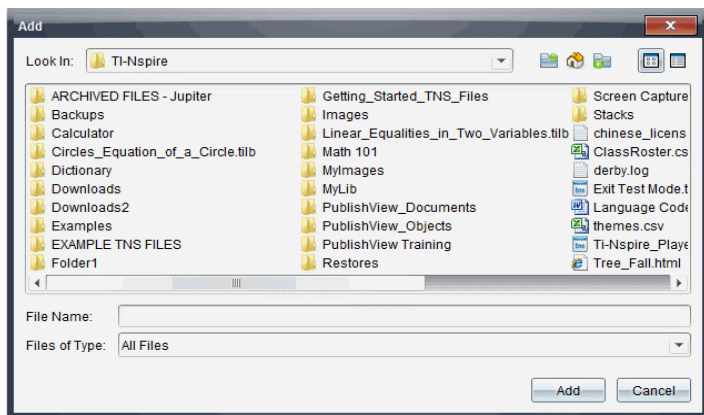 Add
Look In: TI-Nspire
ARCHIVED FILES - Jupiter
Backups
Calculator
Circles_Equation_of_a_Circle.tilb
Dictionary
Downloads
Downloads2
Examples
EXAMPLE TNS FILES
Folder1
Getting_Started_TNS_Files
Images
Linear_Equalities_in_Two_Variables.tilb
Math 101
MyImages
MyLib
PublishView_Documents
PublishView_Objects
PublishView Training
Restores
Screen Capture
Stacks
chinese_licens
ClassRoster.cs
derby.log
Exit Test Mode.t
Language Code
themes.csv
Ti-Nspire_Playe
Tree_Fall.html
File Name:
Files of Type: All Files
Add Cancel